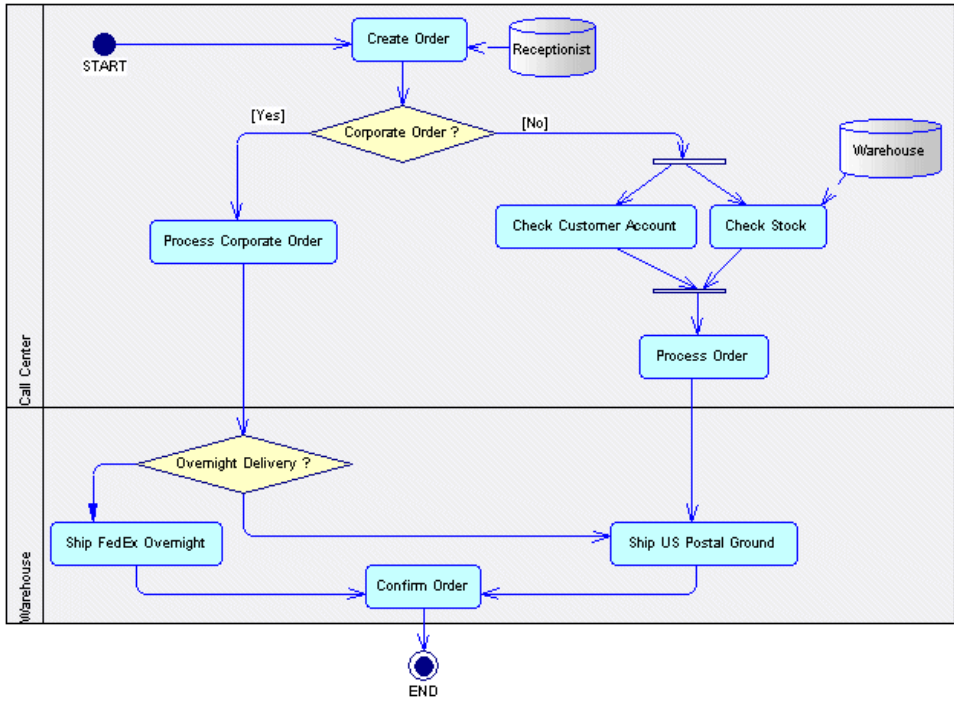 Create Order
Receptionist
START
[Yes]
Corporate Order ?
[No]
Warehouse
Process Corporate Order
Check Customer Account
Check Stock
Process Order
Call Center
Overnight Delivery ?
Ship FedEx Overnight
Ship US Postal Ground
Confirm Order
Warehouse
END